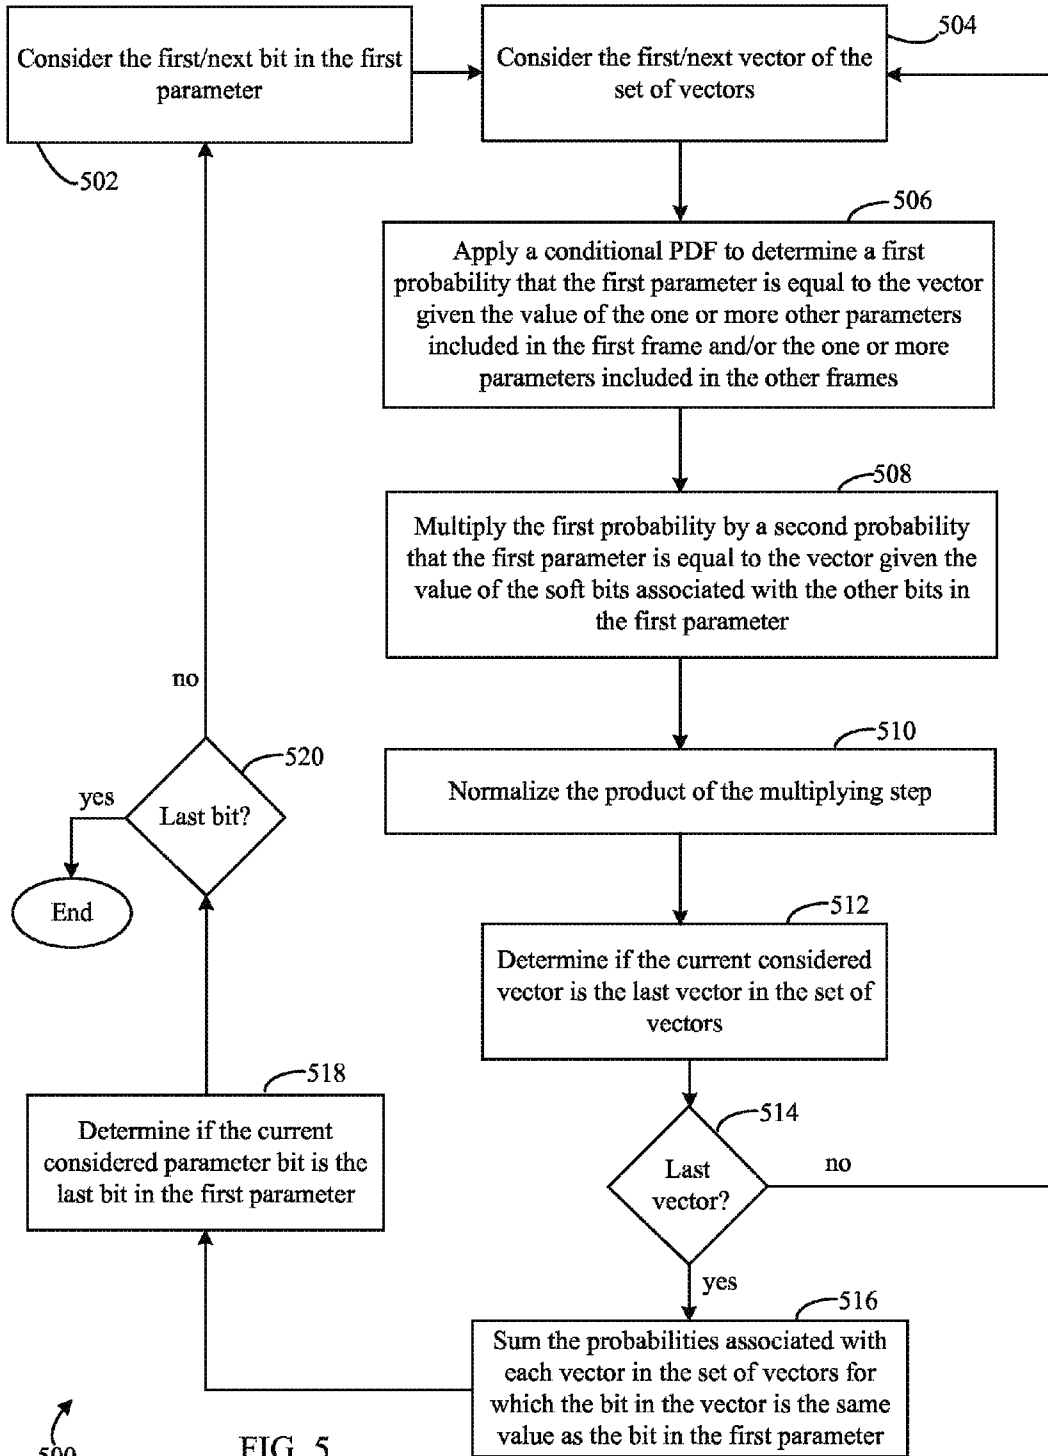 Consider the first/next bit in the first
parameter
502
Consider the first/next vector of the
set of vectors
504
506
Apply a conditional PDF to determine a first
probability that the first parameter is equal to the vector
given the value of the one or more other parameters
included in the first frame and/or the one or more
parameters included in the other frames
508
Multiply the first probability by a second probability
that the first parameter is equal to the vector given the
value of the soft bits associated with the other bits in
the first parameter
510
Normalize the product of the multiplying step
512
Determine if the current considered
vector is the last vector in the set of
vectors
514
Last
vector?
no
yes
516
Sum the probabilities associated with
each vector in the set of vectors for
which the bit in the vector is the same
value as the bit in the first parameter
518
Determine if the current
considered parameter bit is the
last bit in the first parameter
520
Last bit?
no
yes
End
500
FIG. 5